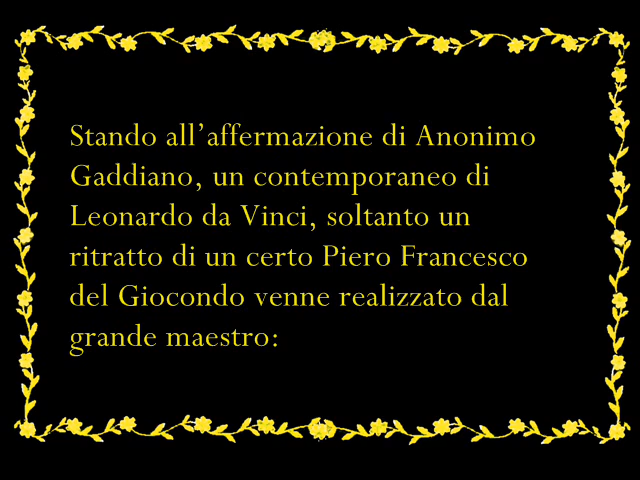 Stando all’affermazione di Anonimo
Gaddiano, un contemporaneo di
Leonardo da Vinci, soltanto un
ritratto di un certo Piero Francesco
del Giocondo venne realizzato dal
grande maestro: